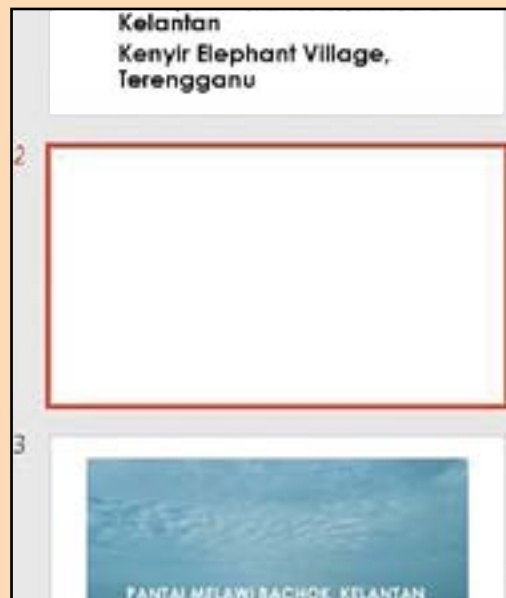 Kelantan
Kenyir Elephant Village,
Terengganu
2
3
PANTAI MELAWI BACHOK, KELANTAN